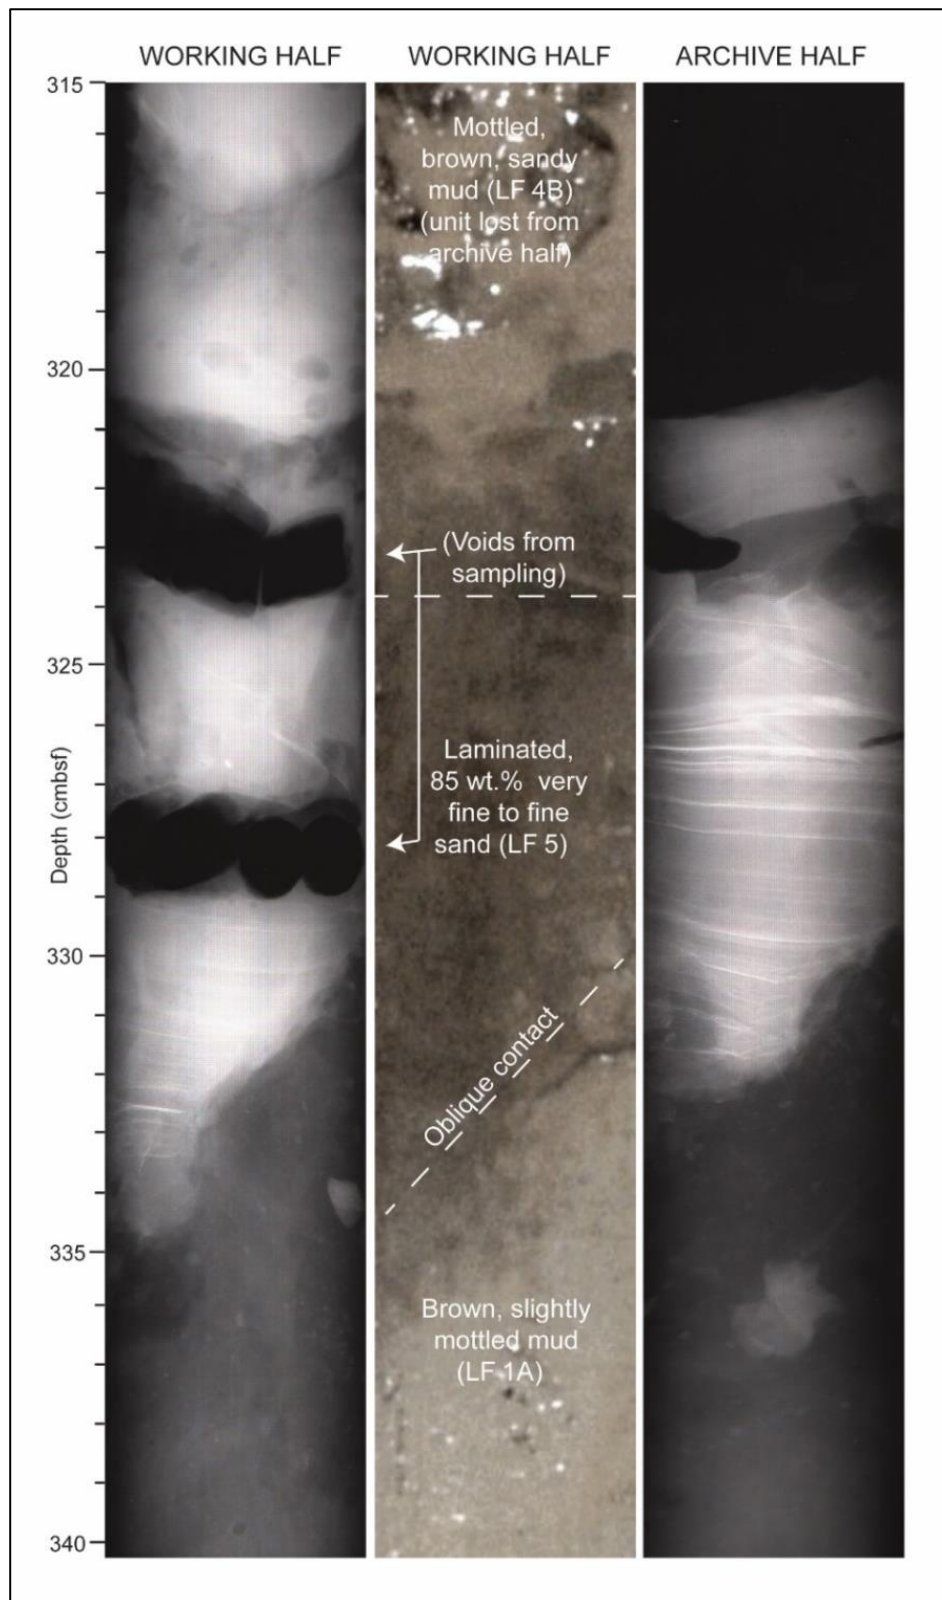 WORKING HALF
WORKING HALF
ARCHIVE HALF
315
Mottled,
brown, sandy
mud (LF 4B)
(unit lost from
archive half)
320
(Voids from
sampling)
325
Laminated,
85 wt.% very
fine to fine
sand (LF 5)
Depth (cmbsf)
330
Oblique contact
335
Brown, slightly
mottled mud
(LF 1A)
340